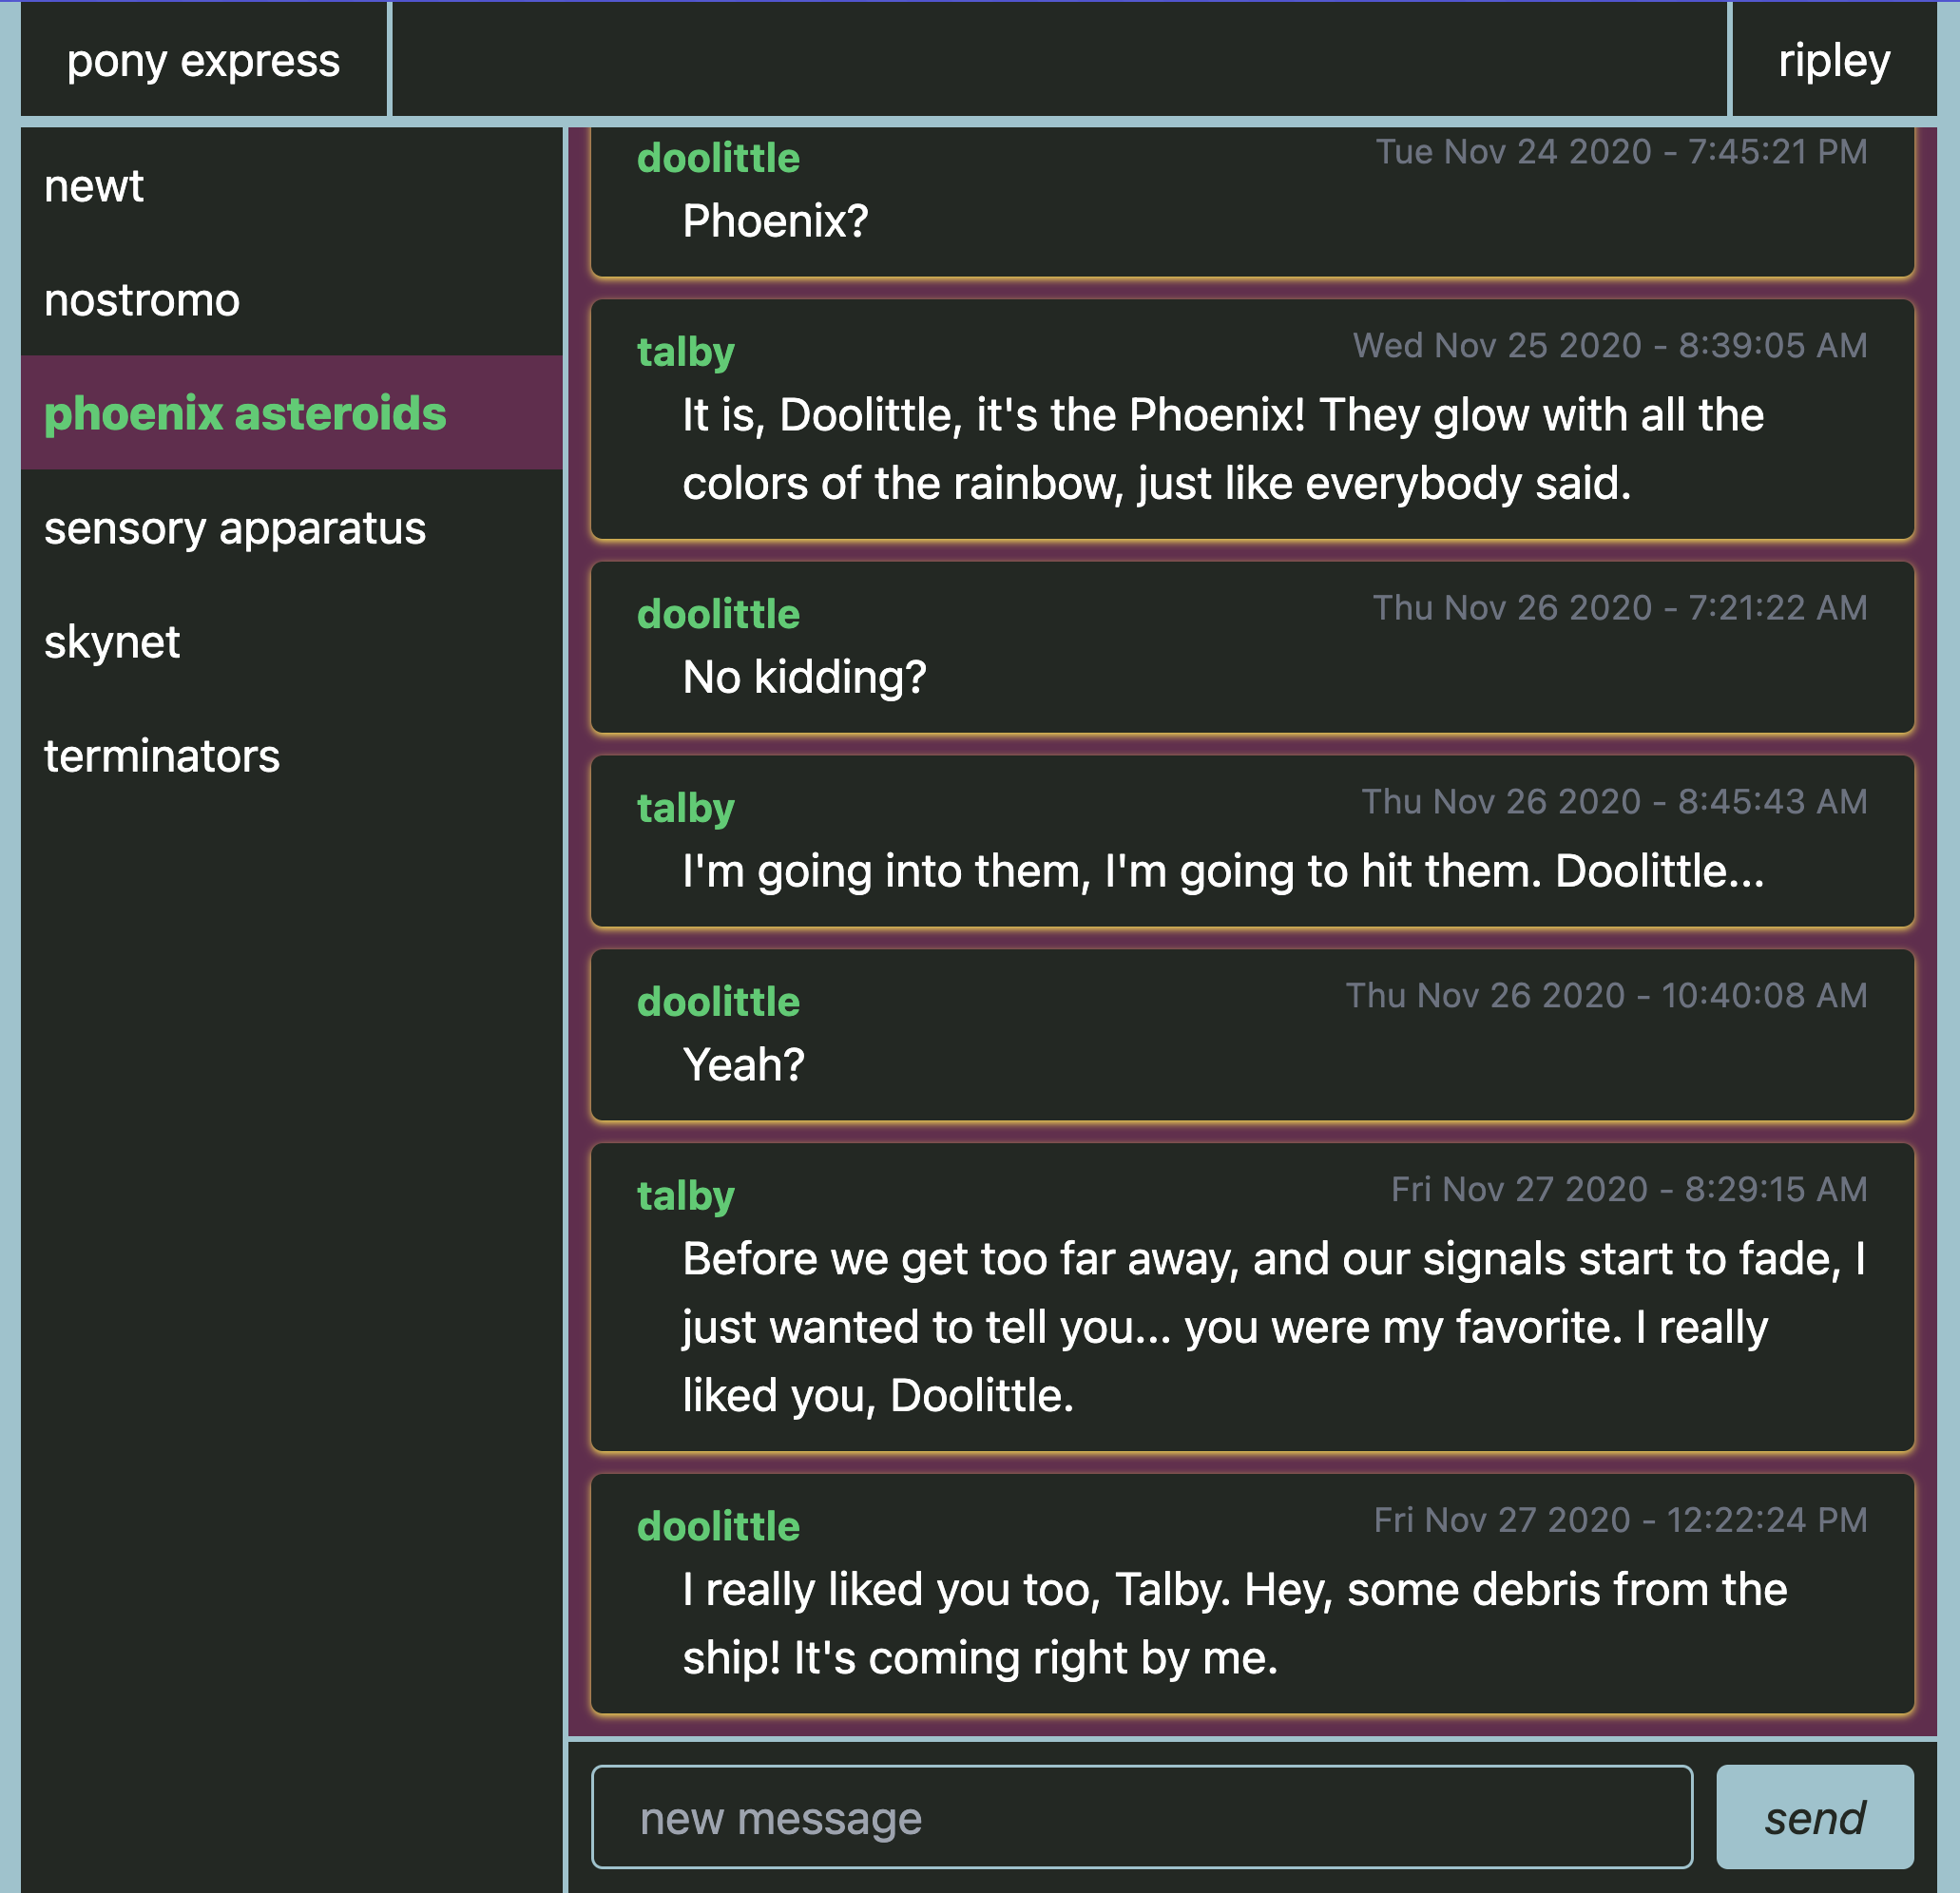 pony express
ripley
newt
nostromo
phoenix asteroids
sensory apparatus
skynet
terminators
doolittle
Tue Nov 24 2020 - 7:45:21 PM
Phoenix?
talby
Wed Nov 25 2020 - 8:39:05 AM
It is, Doolittle, it's the Phoenix! They glow with all the
colors of the rainbow, just like everybody said.
doolittle
Thu Nov 26 2020 - 7:21:22 AM
No kidding?
talby
Thu Nov 26 2020 - 8:45:43 AM
I'm going into them, I'm going to hit them. Doolittle...
doolittle
Thu Nov 26 2020 - 10:40:08 AM
Yeah?
talby
Fri Nov 27 2020 - 8:29:15 AM
Before we get too far away, and our signals start to fade, I
just wanted to tell you... you were my favorite. I really
liked you, Doolittle.
doolittle
Fri Nov 27 2020 - 12:22:24 PM
I really liked you too, Talby. Hey, some debris from the
ship! It's coming right by me.
new message
send